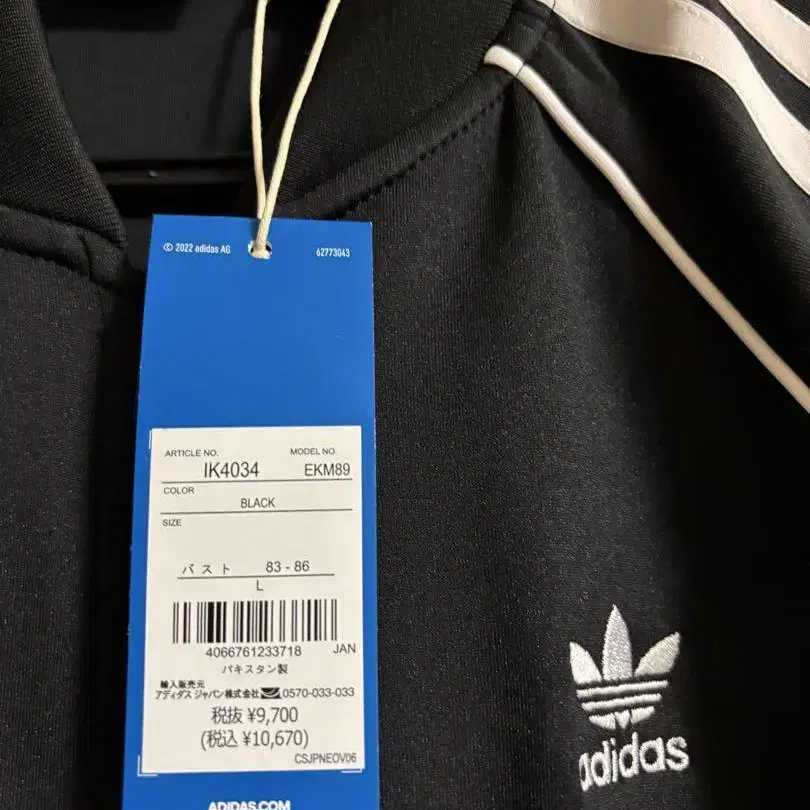 © 2022 adidas AG 62773043
ARTICLE NO. MODEL NO.
IK4034 EKM89
COLOR
BLACK
SIZE
バスト 83-86
L
4066761233718 JAN
パキスタン製
輸入販売元
アディダス ジャパン株式会社 0570-033-033
税抜 ¥9,700
(税込 ¥10,670)
CSJPNEOV06
ADIDAS.COM
adidas